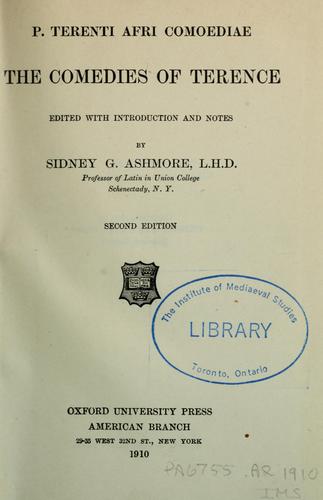 P. TERENTI AFRI COMOEDIAE
THE COMEDIES OF TERENCE
EDITED WITH INTRODUCTION AND NOTES
BY
SIDNEY G. ASHMORE, L.H.D.
Professor of Latin in Union College
Schenectady, N. Y.
SECOND EDITION
The Institute of Mediaeval Studies
LIBRARY
Toronto, Ontario
OXFORD UNIVERSITY PRESS
AMERICAN BRANCH
29-35 WEST 32ND ST., NEW YORK
1910
PA6755 .A2 1910
IMS